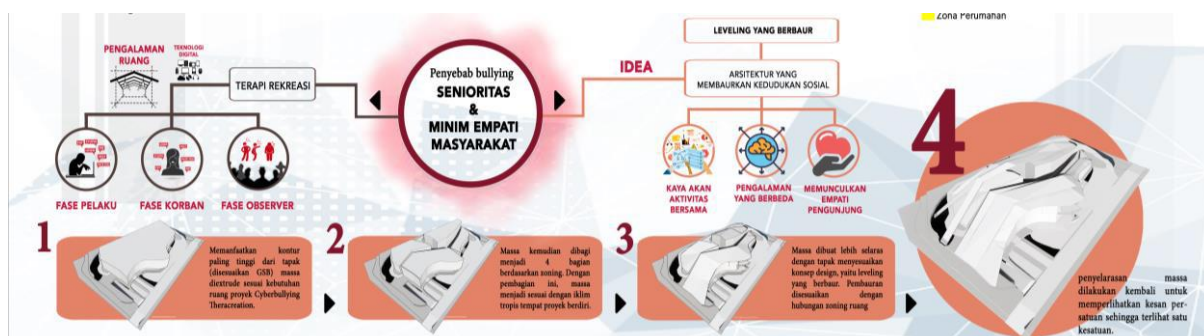 Zona Perumahan
PENGALAMAN
RUANG
TEKNOLOGI
DIGITAL
TERAPI REKREASI
Penyebab bullying
SENIORITAS
&
MINIM EMPATI
MASYARAKAT
IDEA
LEVELING YANG BERBAUR
ARSITEKTUR YANG
MEMBAURKAN KEDUDUKAN SOSIAL
FASE PELAKU
FASE KORBAN
FASE OBSERVER
KAYA AKAN
AKTIVITAS
BERSAMA
PENGALAMAN
YANG BERBEDA
MEMUNCULKAN
EMPATI
PENGUNJUNG
1
Memanfaatkan kontur
paling tinggi dari tapak
(disesuaikan GSB) massa
diextrude sesuai kebutuhan
ruang proyek Cyberbullying
Theracreation.
2
Massa kemudian dibagi
menjadi 4 bagian
berdasarkan zoning. Dengan
pembagian ini, massa
menjadi sesuai dengan iklim
tropis tempat proyek berdiri.
3
Massa dibuat lebih selaras
dengan tapak menyesuaikan
konsep design, yaitu leveling
yang berbaur. Pembauran
disesuaikan dengan
hubungan zoning ruang
4
penyelarasan massa
dilakukan kembali untuk
memperlihatkan kesan per-
satuan sehingga terlihat satu
kesatuan.